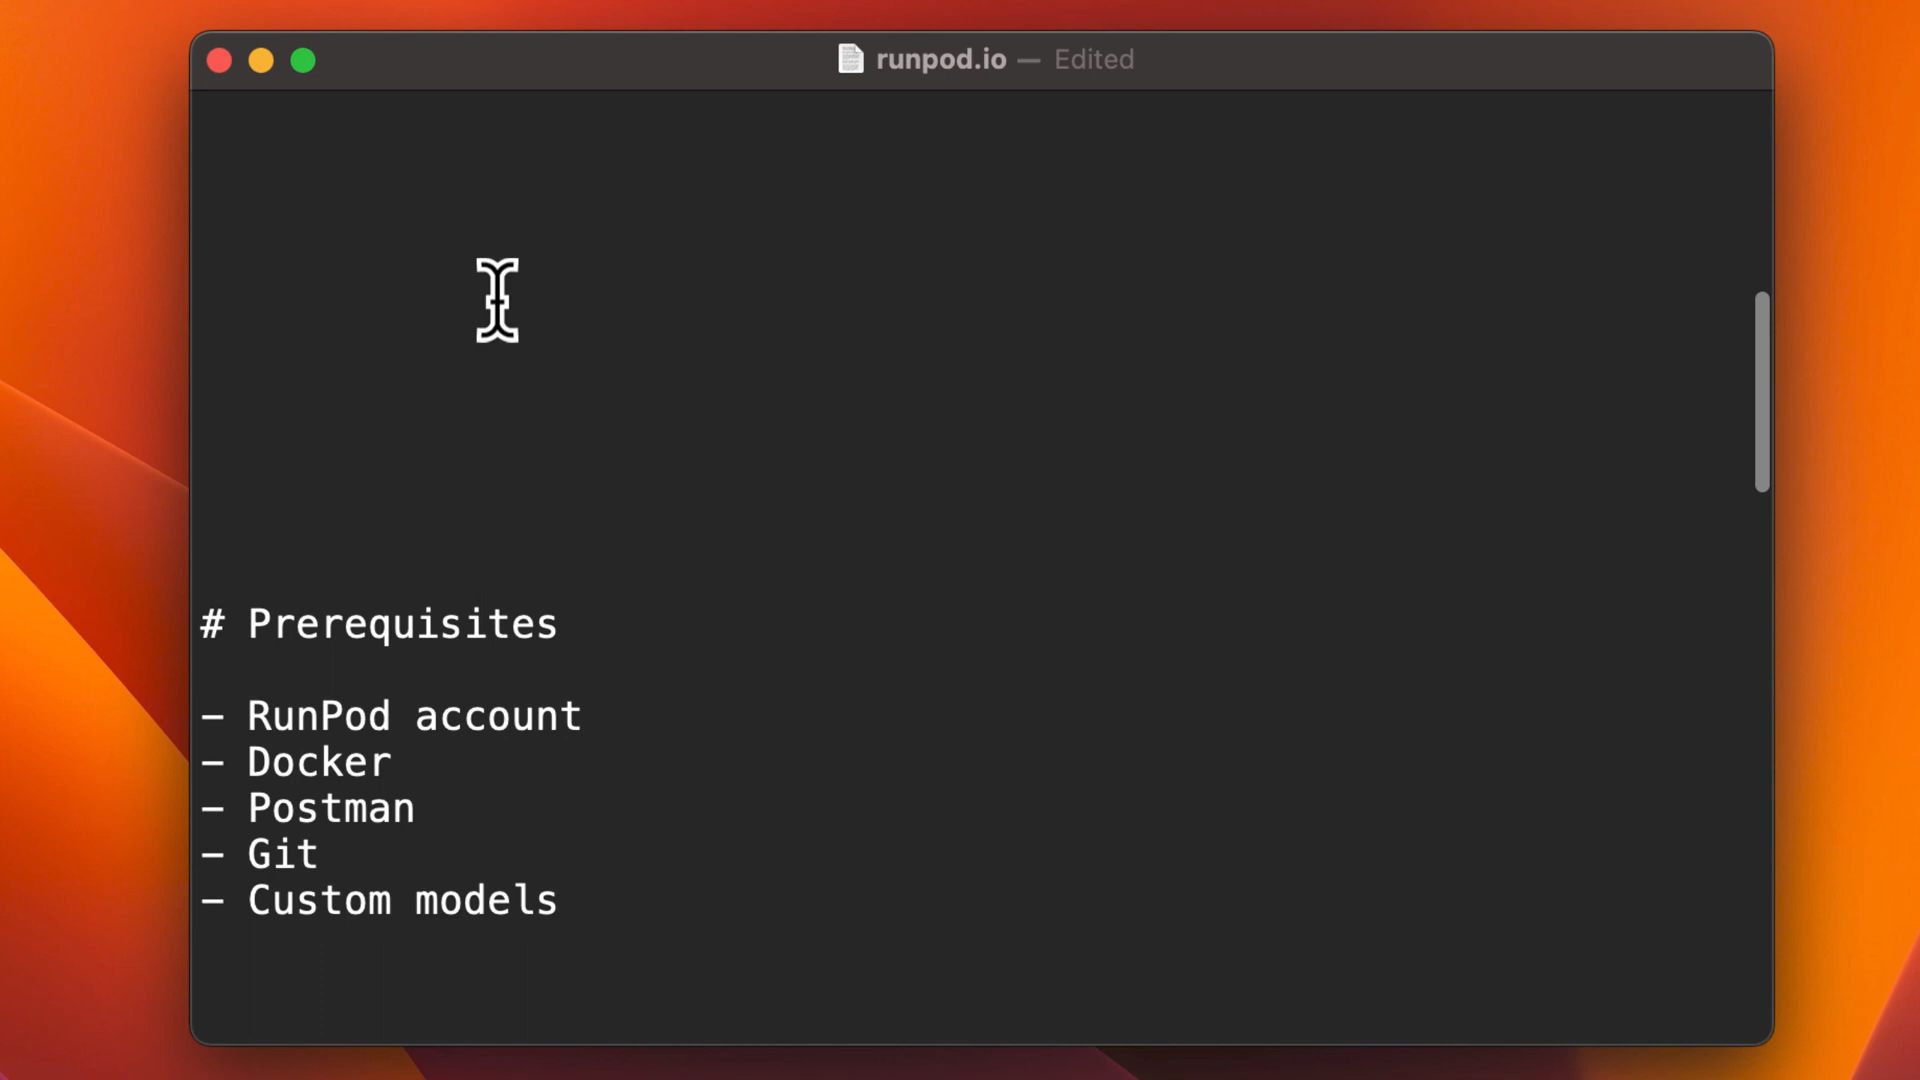 runpod.io — Edited
# Prerequisites
- RunPod account
- Docker
- Postman
- Git
- Custom models